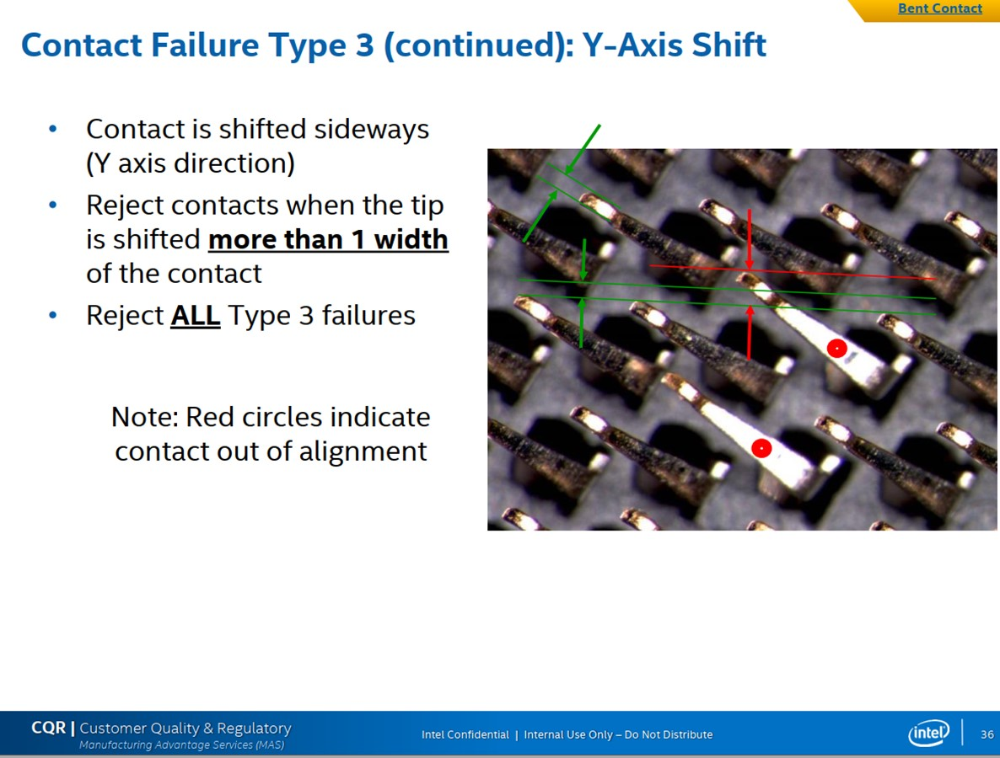 Bent Contact
Contact Failure Type 3 (continued): Y-Axis Shift
• Contact is shifted sideways
(Y axis direction)
• Reject contacts when the tip
is shifted more than 1 width
of the contact
• Reject ALL Type 3 failures
Note: Red circles indicate
contact out of alignment
CQR | Customer Quality & Regulatory
Manufacturing Advantage Services (MAS)
Intel Confidential | Internal Use Only – Do Not Distribute
intel
36